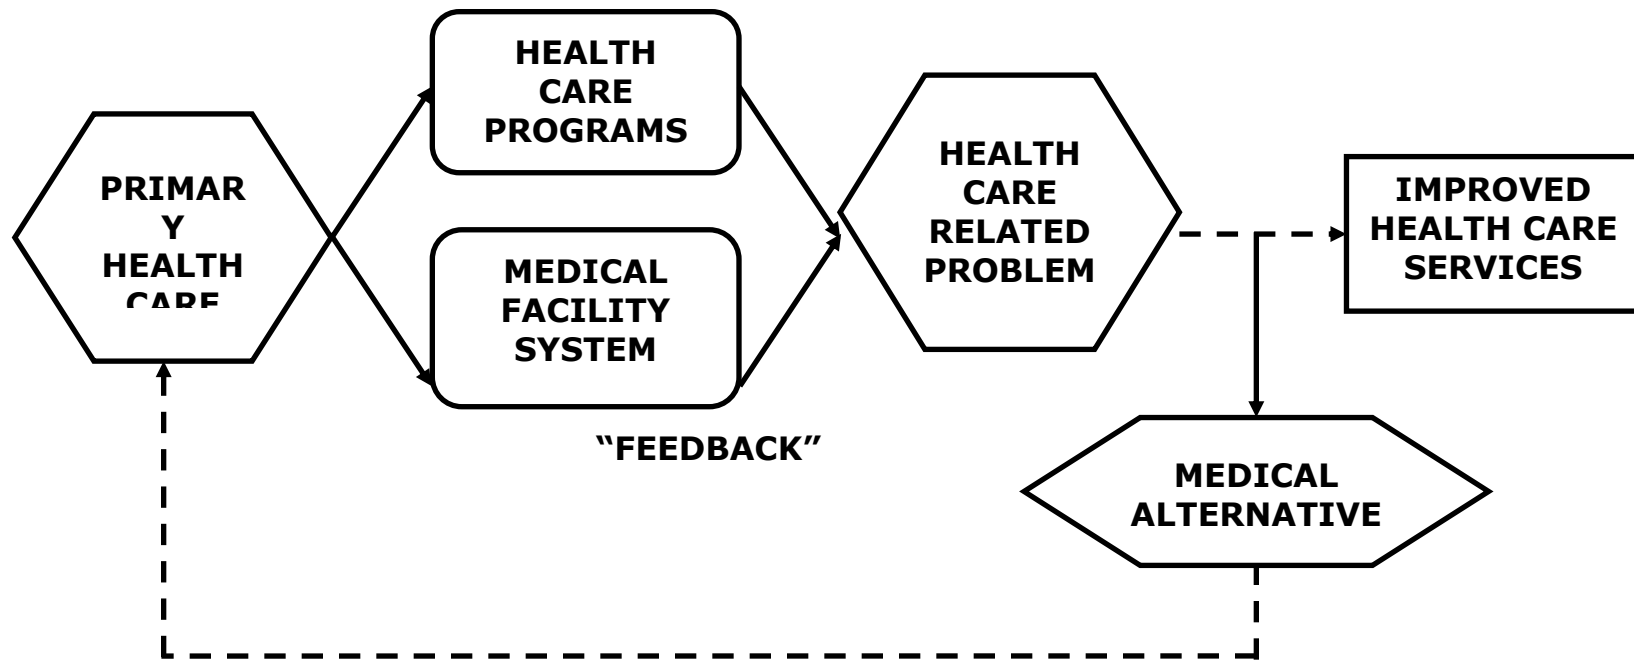 HEALTH
CARE
PROGRAMS
PRIMAR
Y
HEALTH
CARE
MEDICAL
FACILITY
SYSTEM
HEALTH
CARE
RELATED
PROBLEM
IMPROVED
HEALTH CARE
SERVICES
“FEEDBACK”
MEDICAL
ALTERNATIVE